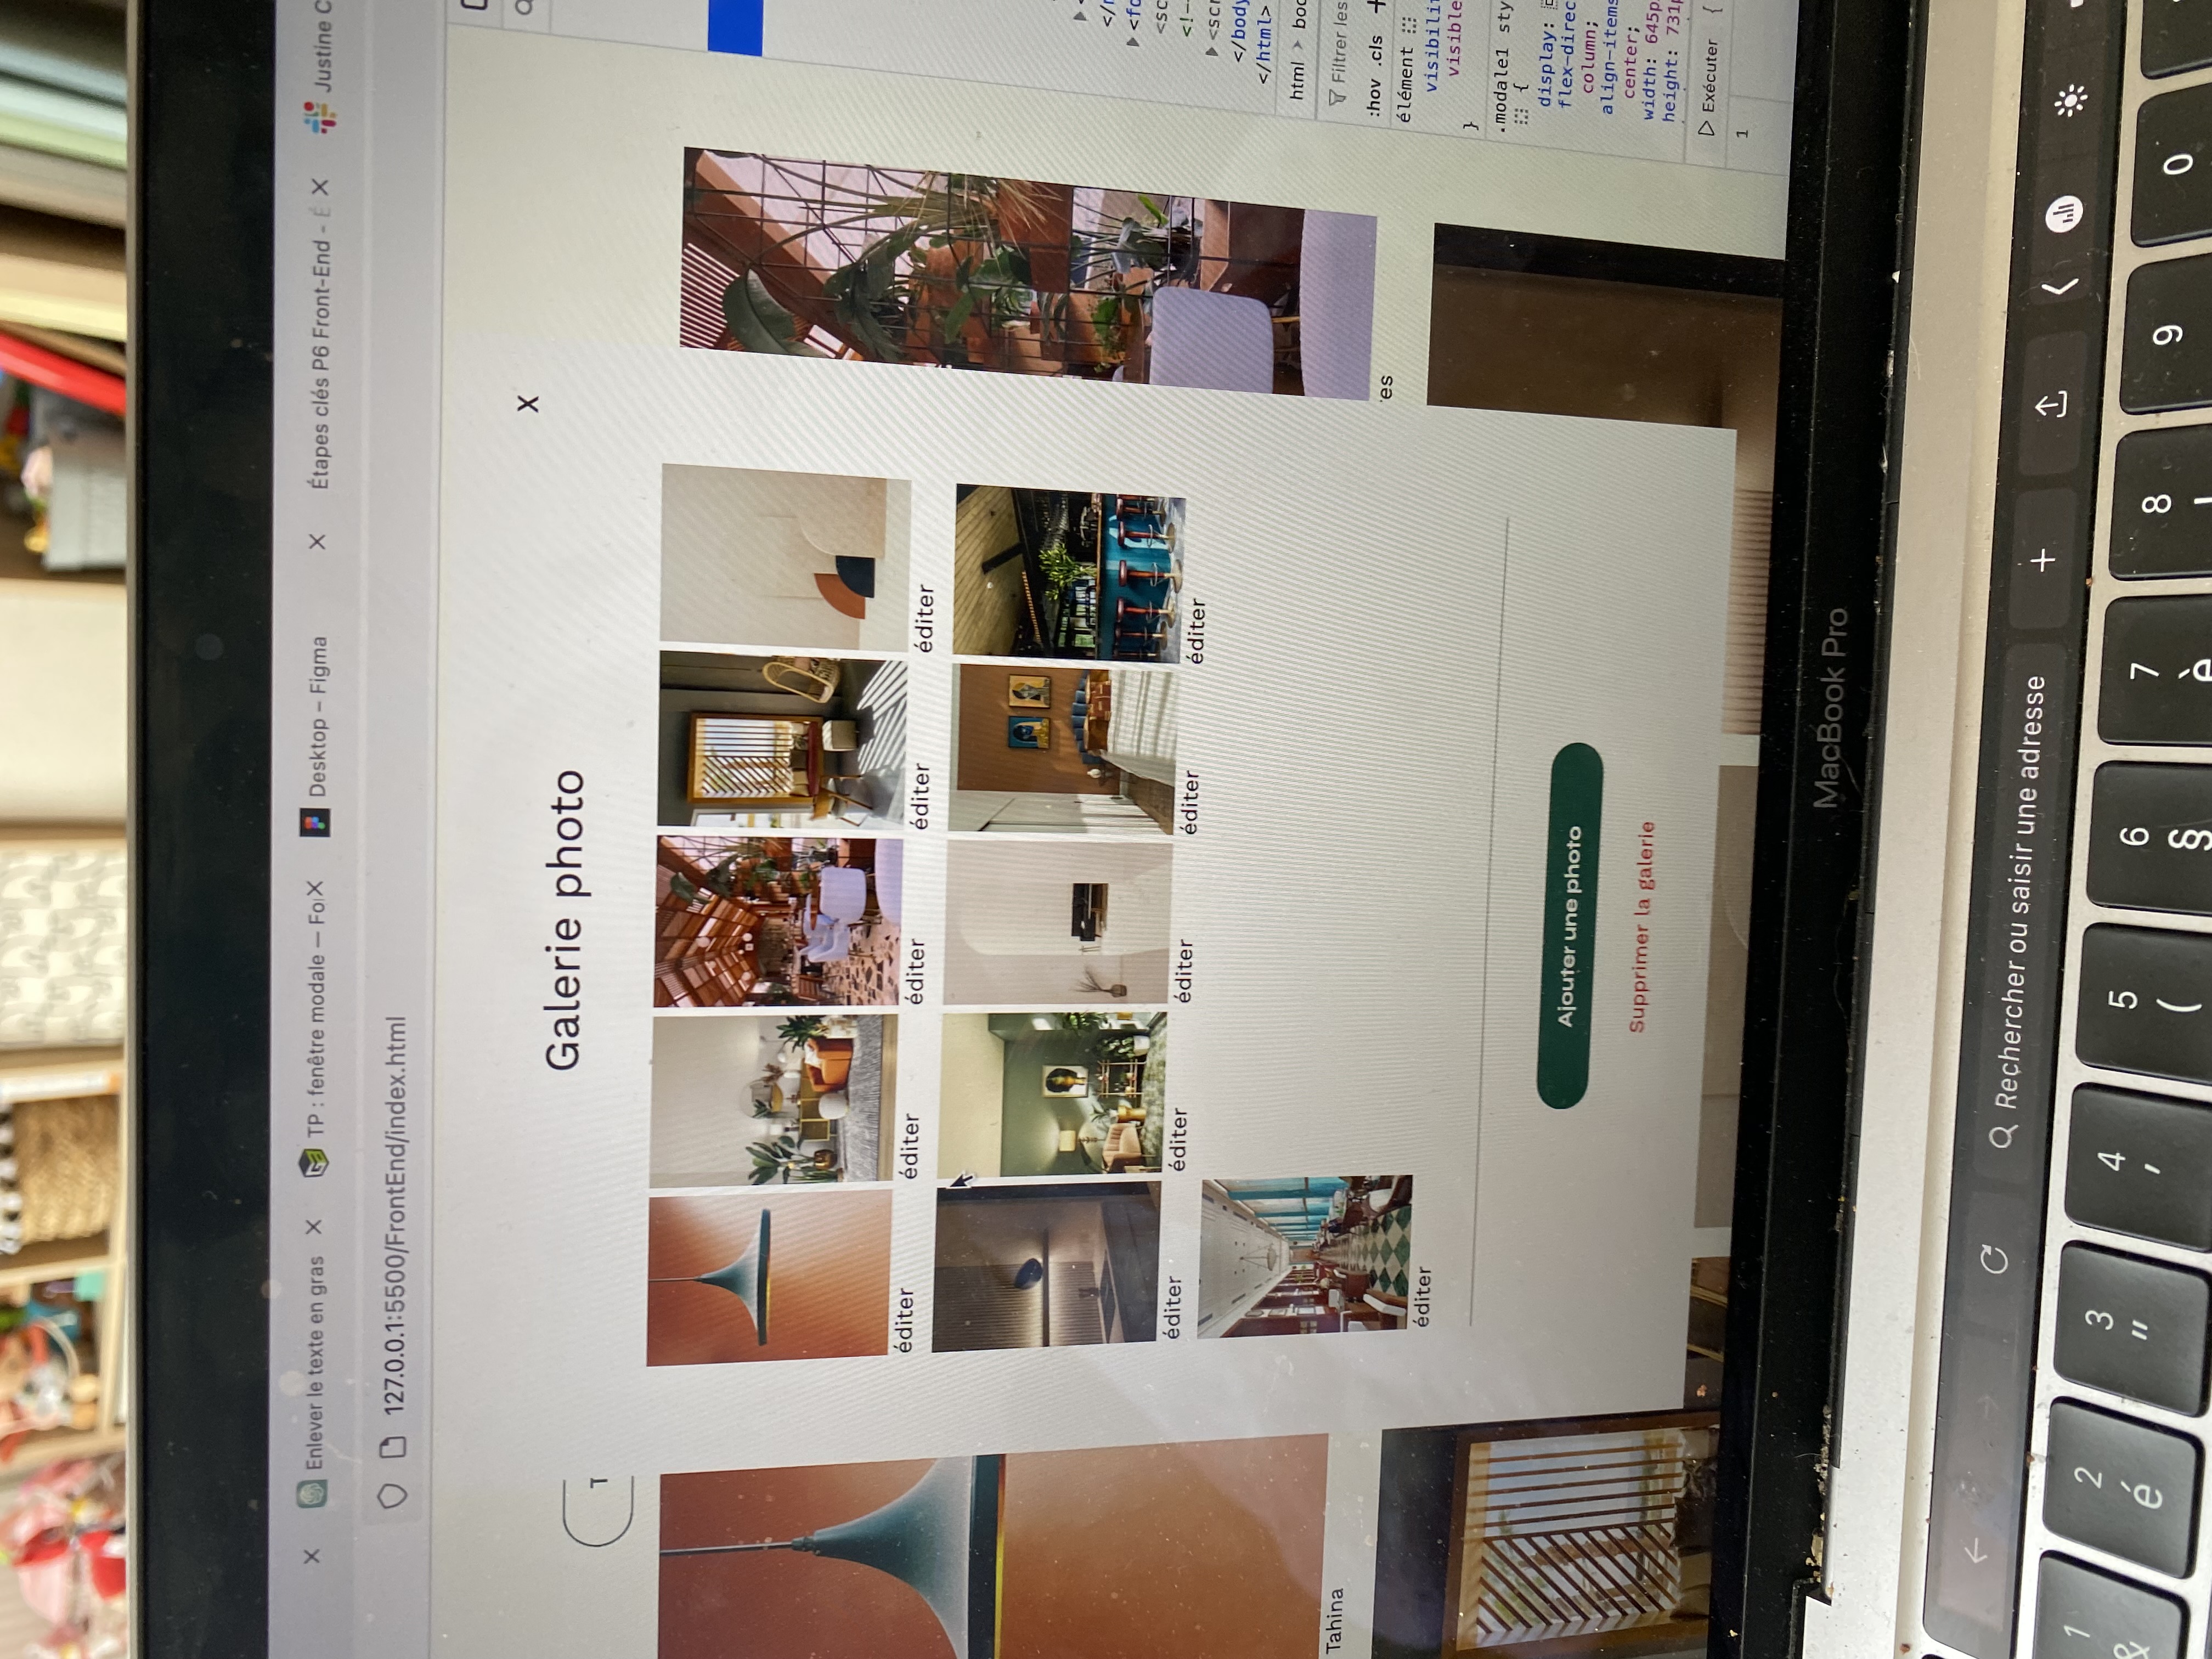 Enlever le texte en gras
TP : fenêtre modale — Fo
Desktop – Figma
Étapes clés P6 Front-End - É
Justine C
127.0.0.1:5500/FrontEnd/index.html
X
Galerie photo
T
éditer
éditer
éditer
éditer
éditer
éditer
éditer
éditer
éditer
éditer
éditer
Tahina
es
Ajouter une photo
Supprimer la galerie
</
<fo
<sc
<!--
<scr
</body
</html>
html > bod
Filtrer les
:hov .cls +
élément
visibilit
visible
}
.modale1 sty
{
display:
flex-direc
column;
align-items
center;
width: 645p
height: 731p
Exécuter {
1
MacBook Pro
Rechercher ou saisir une adresse
1 2 3 4 5 6 7 8 9 0
& é " ' ( § è !